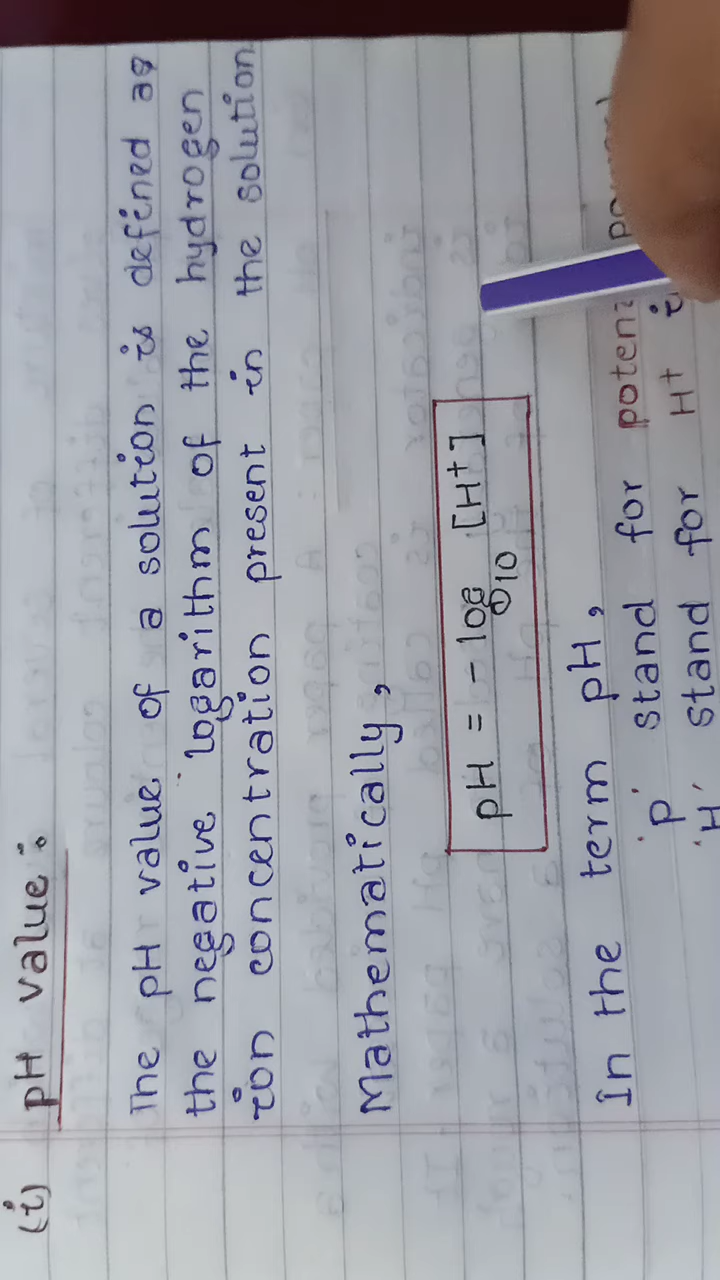 (i) pH value :
The pH value of a solution is defined as
the negative logarithm of the hydrogen
ion concentration present in the solution
Mathematically,
pH = - log₁₀ [H⁺]
In the term pH,
'p' stand for
'H' stand for H⁺